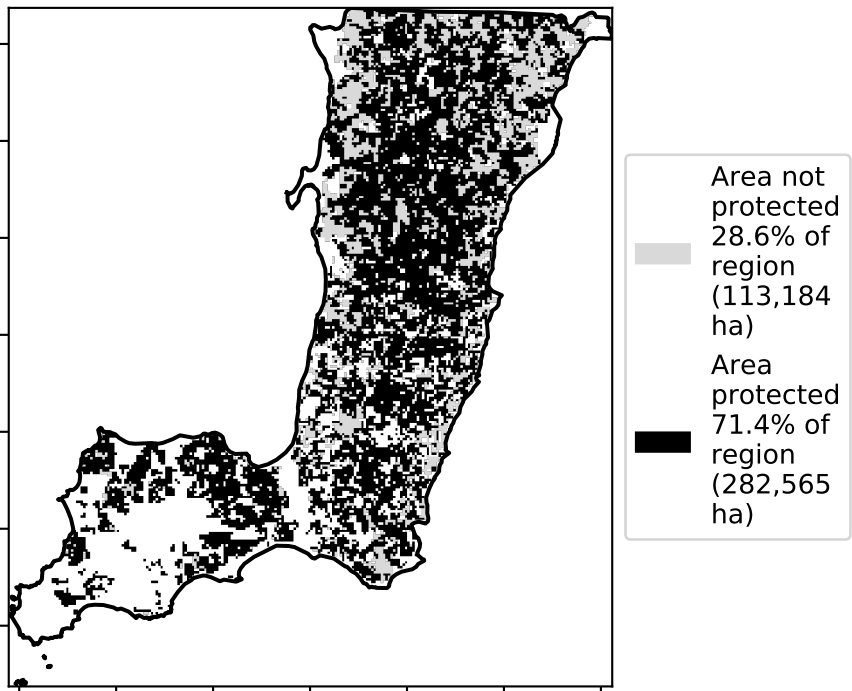 Area not
protected
28.6% of
region
(113,184
ha)
Area
protected
71.4% of
region
(282,565
ha)